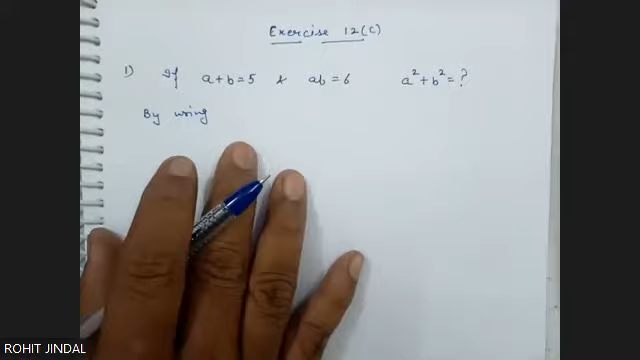 Exercise 12(C)
1) If a+b=5 & ab=6 a²+b²=?
By using
ROHIT JINDAL